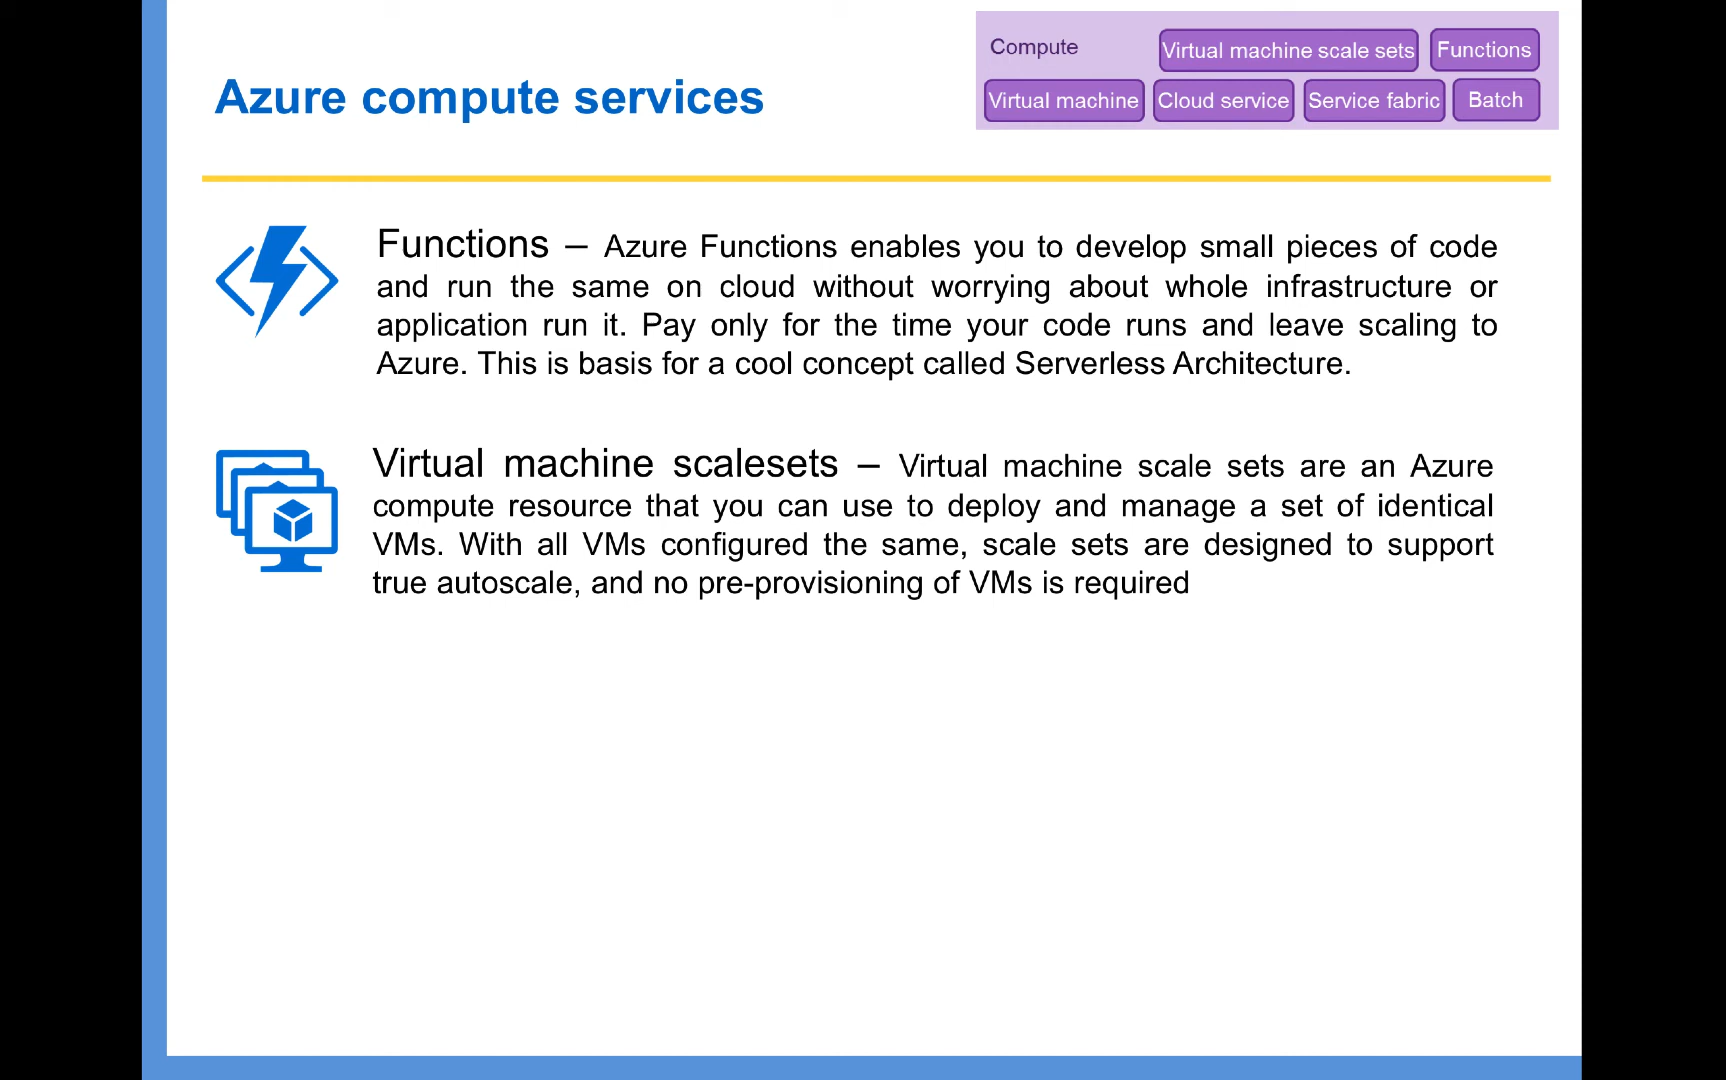 Azure compute services
Compute
Virtual machine scale sets
Functions
Virtual machine
Cloud service
Service fabric
Batch
Functions – Azure Functions enables you to develop small pieces of code
and run the same on cloud without worrying about whole infrastructure or
application run it. Pay only for the time your code runs and leave scaling to
Azure. This is basis for a cool concept called Serverless Architecture.
Virtual machine scalesets – Virtual machine scale sets are an Azure
compute resource that you can use to deploy and manage a set of identical
VMs. With all VMs configured the same, scale sets are designed to support
true autoscale, and no pre-provisioning of VMs is required